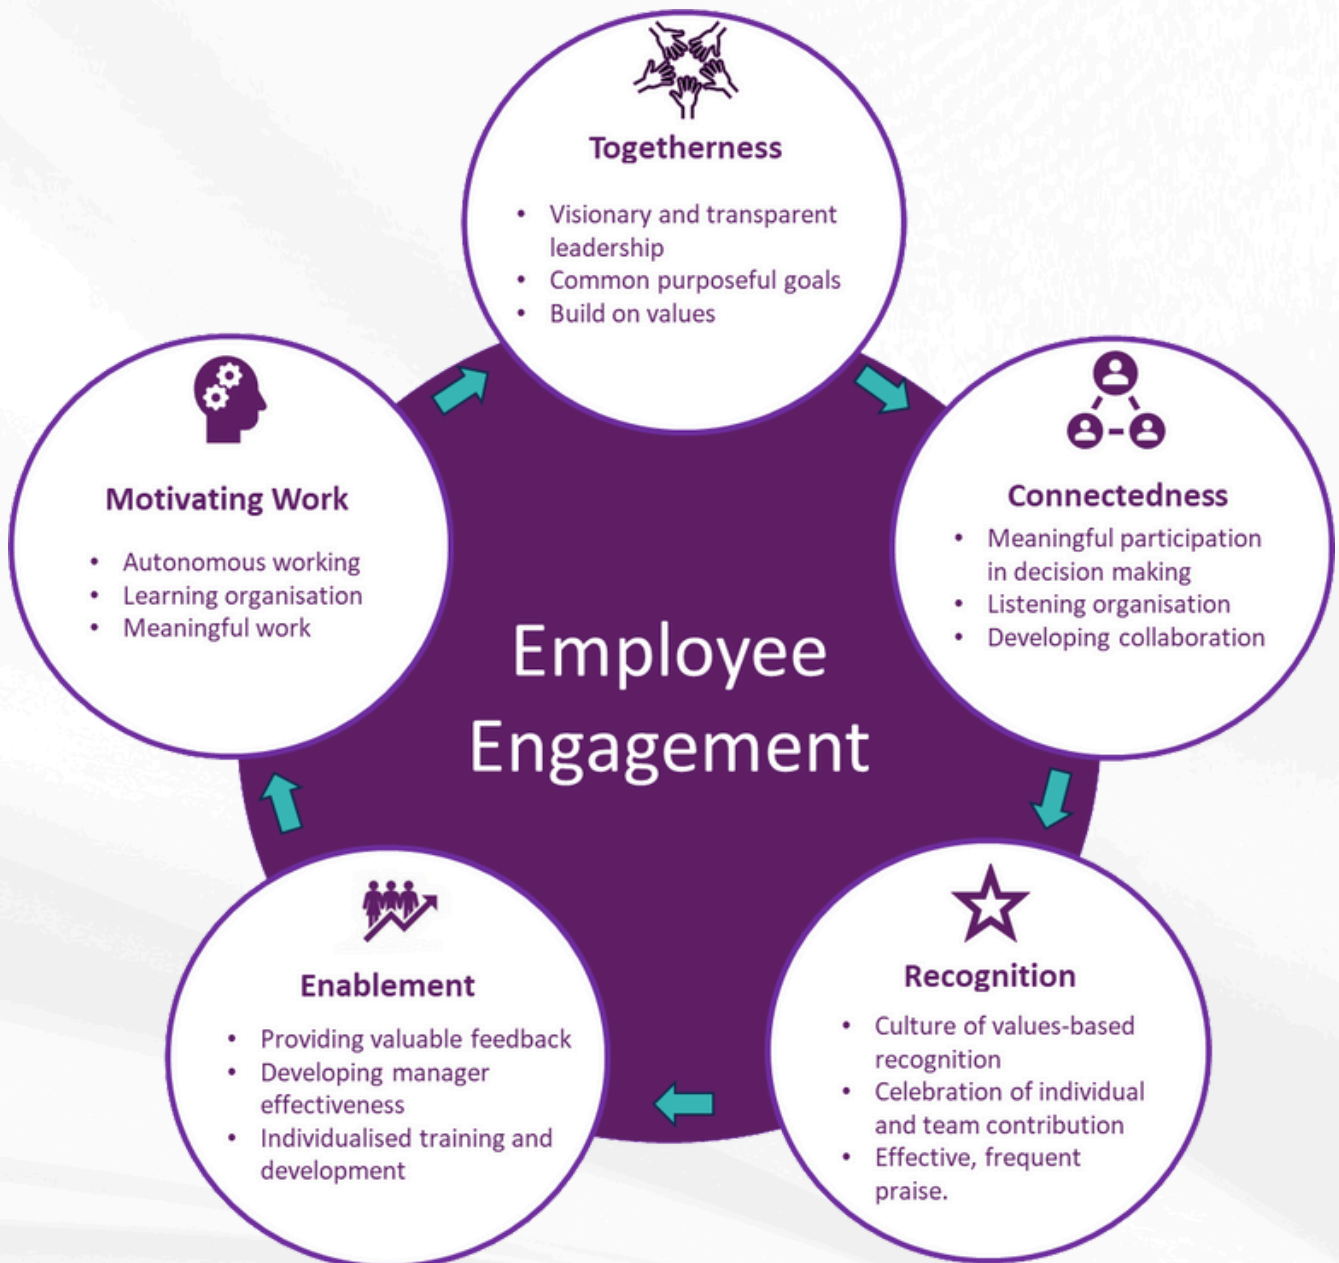 Togetherness
• Visionary and transparent
leadership
• Common purposeful goals
• Build on values
Connectedness
• Meaningful participation
in decision making
• Listening organisation
• Developing collaboration
Recognition
• Culture of values-based
recognition
• Celebration of individual
and team contribution
• Effective, frequent
praise.
Enablement
• Providing valuable feedback
• Developing manager
effectiveness
• Individualised training and
development
Motivating Work
• Autonomous working
• Learning organisation
• Meaningful work
Employee
Engagement